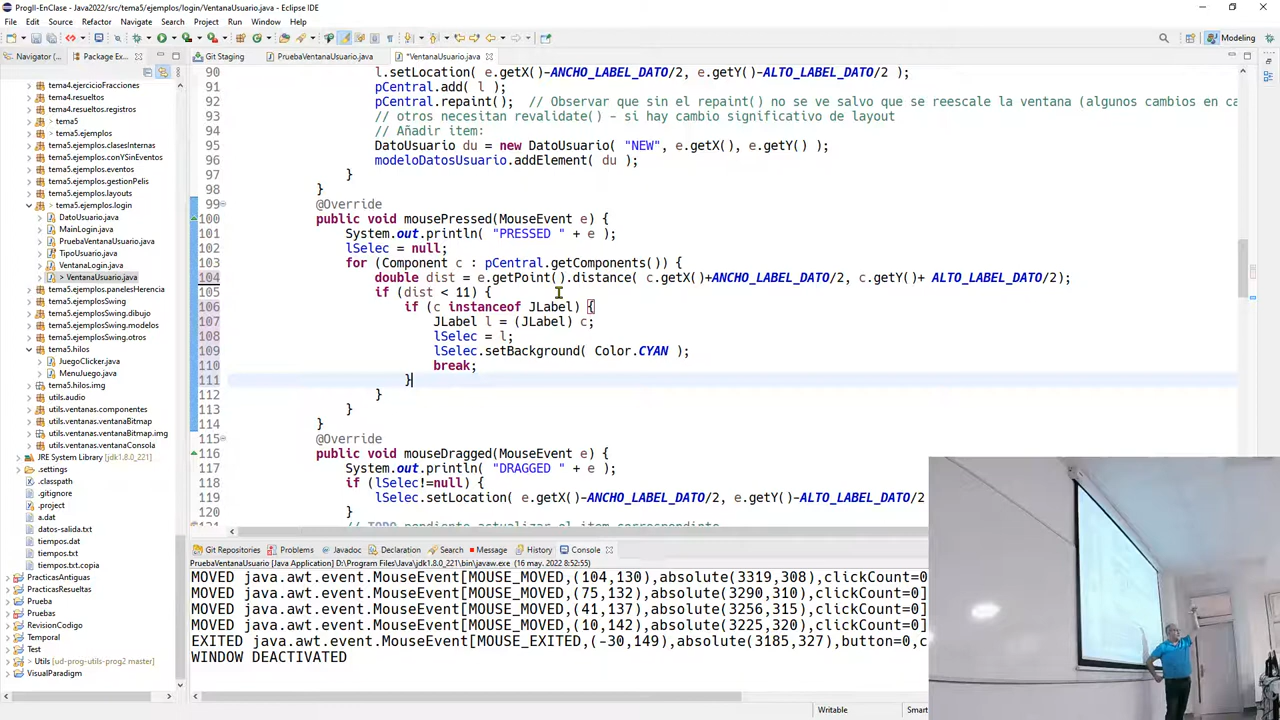 ProgII-EnClase - Java2022/src/tema5/ejemplos/login/VentanaUsuario.java - Eclipse IDE
File Edit Source Refactor Navigate Search Project Run Window Help
Modeling
Navigator (... Package Ex...
Git Staging PruebaVentanaUsuario.java *VentanaUsuario.java
tema4.ejercicioFracciones
tema4.resueltos
tema4.resueltos.registros
tema5
tema5.ejemplos
tema5.ejemplos.clasesInternas
tema5.ejemplos.conYSinEventos
tema5.ejemplos.eventos
tema5.ejemplos.gestionPelis
tema5.ejemplos.layouts
tema5.ejemplos.login
DatoUsuario.java
MainLogin.java
PruebaVentanaUsuario.java
TipoUsuario.java
VentanaLogin.java
> VentanaUsuario.java
tema5.ejemplos.panelesHerencia
tema5.ejemplosSwing
tema5.ejemplosSwing.dibujo
tema5.ejemplosSwing.modelos
tema5.ejemplosSwing.otros
tema5.hilos
JuegoClicker.java
MenuJuego.java
tema5.hilos.img
utils.audio
utils.ventanas.componentes
utils.ventanas.ventanaBitmap
utils.ventanas.ventanaBitmap.img
utils.ventanas.ventanaConsola
JRE System Library [jdk1.8.0_221]
.settings
.classpath
.gitignore
.project
a.dat
datos-salida.txt
tiempos.dat
tiempos.txt
tiempos.txt.copia
PracticasAntiguas
PracticasResueltas
Prueba
Pruebas
RevisionCodigo
Temporal
Test
> Utils [ud-prog-utils-prog2 master]
VisualParadigm
90 l.setLocation( e.getX()-ANCHO_LABEL_DATO/2, e.getY()-ALTO_LABEL_DATO/2 );
91 pCentral.add( l );
92 pCentral.repaint(); // Observar que sin el repaint() no se ve salvo que se reescale la ventana (algunos cambios en ca
93 // otros necesitan revalidate() - si hay cambio significativo de layout
94 // Añadir item:
95 DatoUsuario du = new DatoUsuario( "NEW", e.getX(), e.getY() );
96 modeloDatosUsuario.addElement( du );
97 }
98 }
99 @Override
100 public void mousePressed(MouseEvent e) {
101 System.out.println( "PRESSED " + e );
102 lSelec = null;
103 for (Component c : pCentral.getComponents()) {
104 double dist = e.getPoint().distance( c.getX()+ANCHO_LABEL_DATO/2, c.getY()+ ALTO_LABEL_DATO/2);
105 if (dist < 11) {
106 if (c instanceof JLabel) {
107 JLabel l = (JLabel) c;
108 lSelec = l;
109 lSelec.setBackground( Color.CYAN );
110 break;
111 }
112 }
113 }
114 }
115 @Override
116 public void mouseDragged(MouseEvent e) {
117 System.out.println( "DRAGGED " + e );
118 if (lSelec!=null) {
119 lSelec.setLocation( e.getX()-ANCHO_LABEL_DATO/2, e.getY()-ALTO_LABEL_DATO/2
120 }
121 // TODO pendiente actualizar el item correspondiente
Git Repositories Problems Javadoc Declaration Search Message History Console
PruebaVentanaUsuario [Java Application] D:\Program Files\Java\jdk1.8.0_221\bin\javaw.exe (16 may. 2022 8:52:55)
MOVED java.awt.event.MouseEvent[MOUSE_MOVED,(104,130),absolute(3319,308),clickCount=0
MOVED java.awt.event.MouseEvent[MOUSE_MOVED,(75,132),absolute(3290,310),clickCount=0]
MOVED java.awt.event.MouseEvent[MOUSE_MOVED,(41,137),absolute(3256,315),clickCount=0]
MOVED java.awt.event.MouseEvent[MOUSE_MOVED,(10,142),absolute(3225,320),clickCount=0]
EXITED java.awt.event.MouseEvent[MOUSE_EXITED,(-30,149),absolute(3185,327),button=0,c
WINDOW DEACTIVATED
Writable Smart